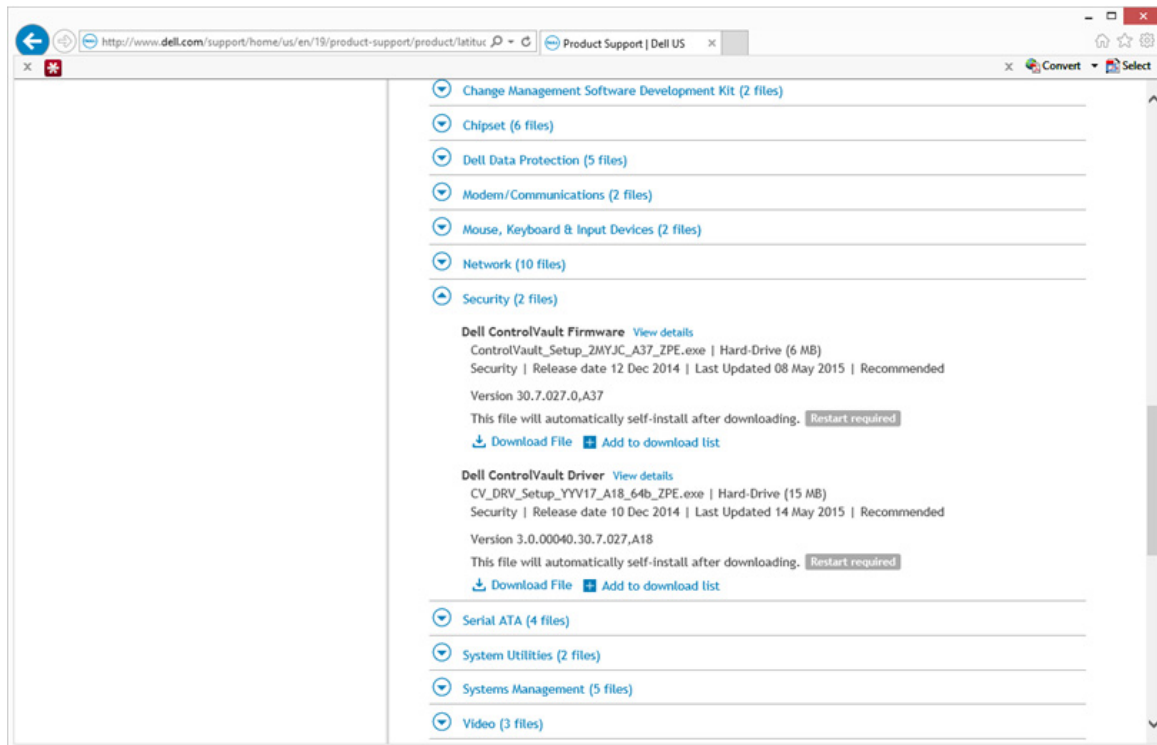 http://www.dell.com/support/home/us/en/19/product-support/product/latituc
Product Support | Dell US
Convert
Select
Change Management Software Development Kit (2 files)
Chipset (6 files)
Dell Data Protection (5 files)
Modem/Communications (2 files)
Mouse, Keyboard & Input Devices (2 files)
Network (10 files)
Security (2 files)
Dell ControlVault Firmware View details
ControlVault_Setup_2MYJC_A37_ZPE.exe | Hard-Drive (6 MB)
Security | Release date 12 Dec 2014 | Last Updated 08 May 2015 | Recommended
Version 30.7.027.0,A37
This file will automatically self-install after downloading. Restart required
Download File Add to download list
Dell ControlVault Driver View details
CV_DRV_Setup_YYV17_A18_64b_ZPE.exe | Hard-Drive (15 MB)
Security | Release date 10 Dec 2014 | Last Updated 14 May 2015 | Recommended
Version 3.0.00040.30.7.027,A18
This file will automatically self-install after downloading. Restart required
Download File Add to download list
Serial ATA (4 files)
System Utilities (2 files)
Systems Management (5 files)
Video (3 files)